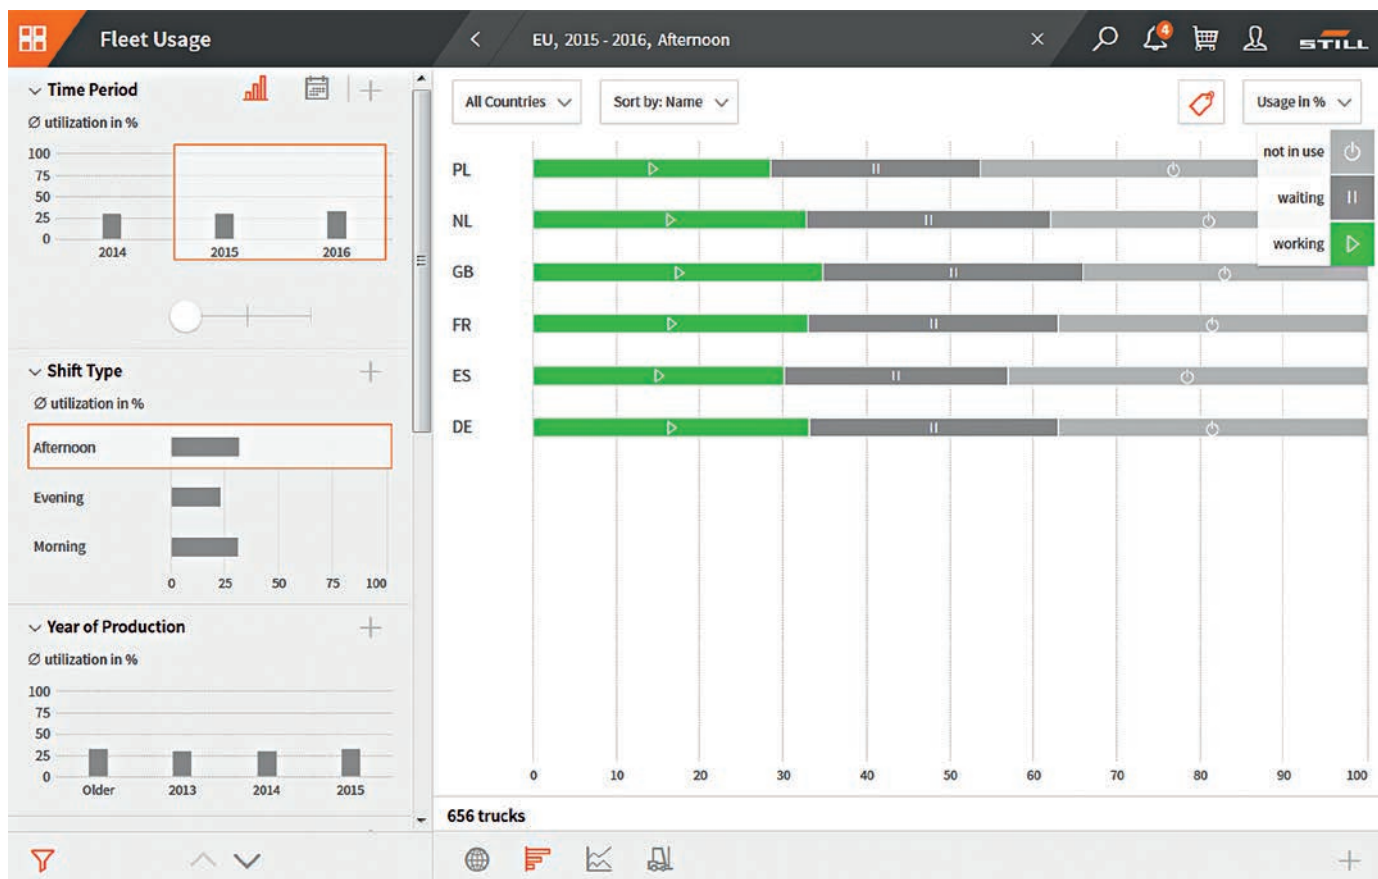 Fleet Usage
EU, 2015 - 2016, Afternoon
4
STILL
Time Period
Ø utilization in %
100
75
50
25
0
2014
2015
2016
Shift Type
Ø utilization in %
Afternoon
Evening
Morning
0 25 50 75 100
Year of Production
Ø utilization in %
100
75
50
25
0
Older 2013 2014 2015
All Countries
Sort by: Name
Usage in %
not in use
waiting
working
PL
NL
GB
FR
ES
DE
0 10 20 30 40 50 60 70 80 90 100
656 trucks